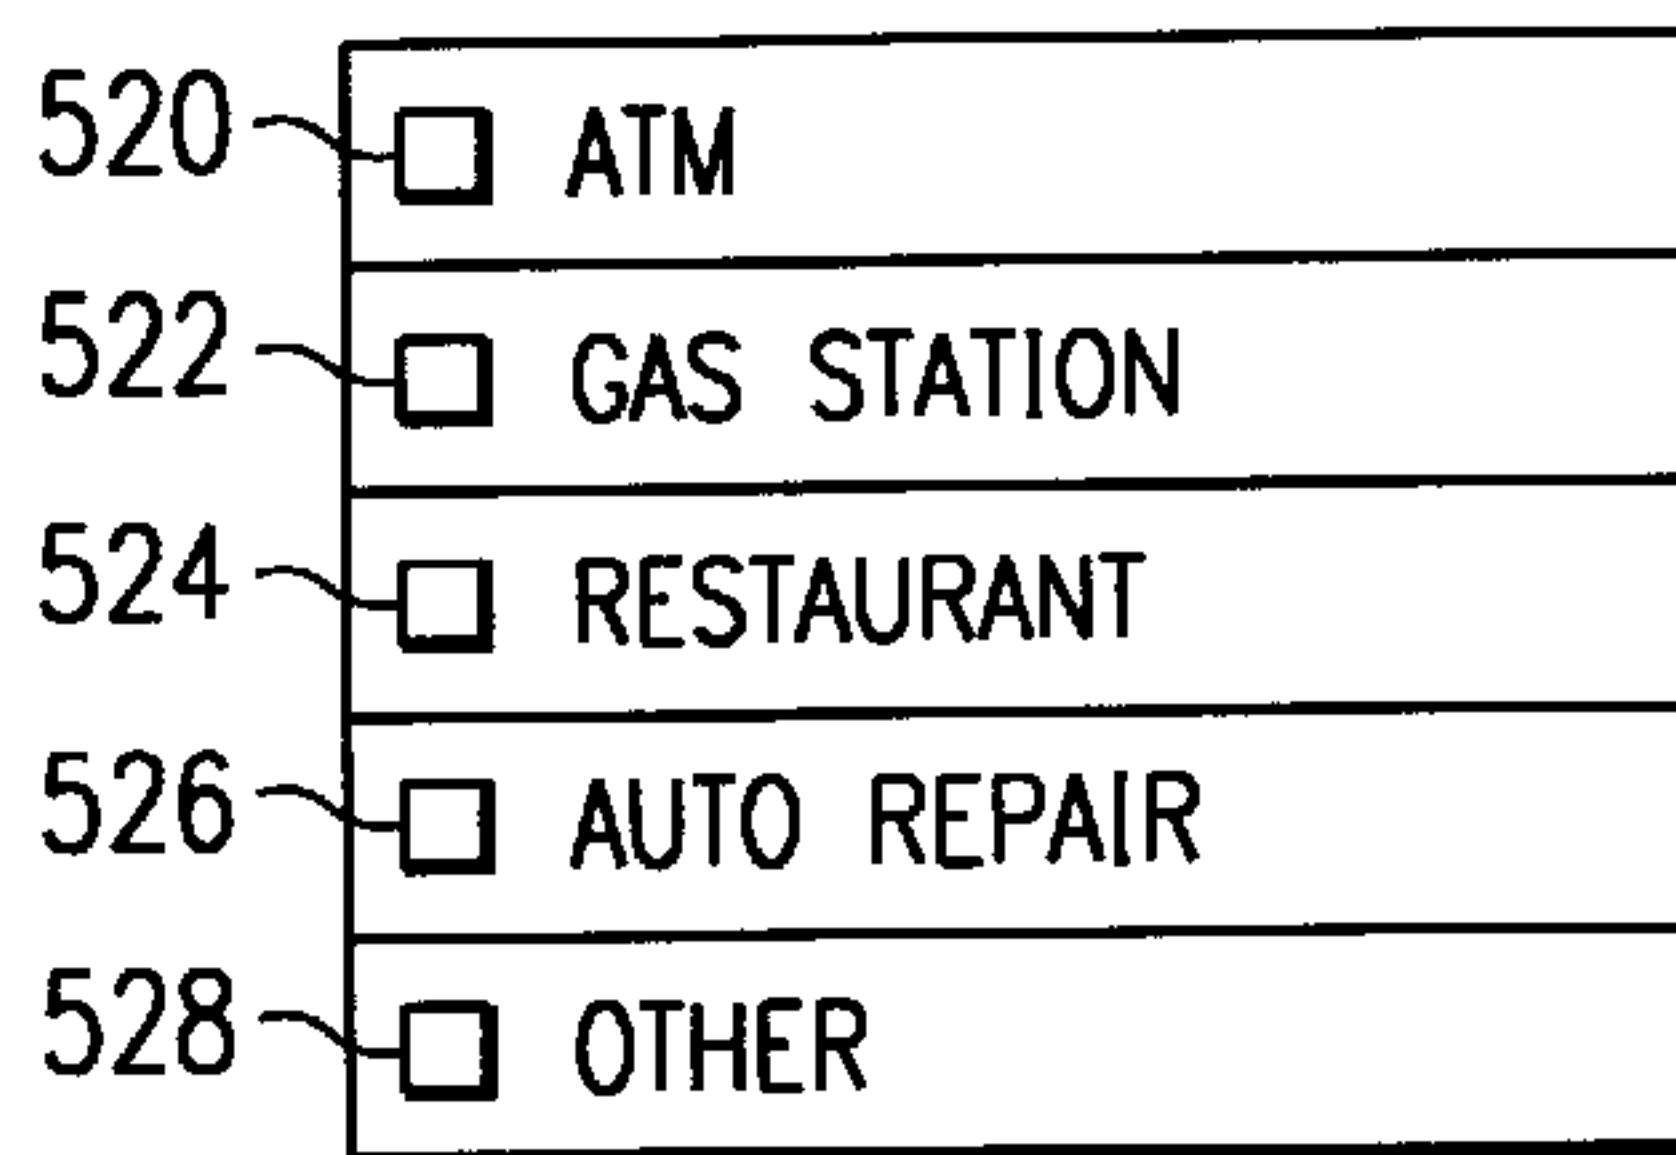 520 ATM
522 GAS STATION
524 RESTAURANT
526 AUTO REPAIR
528 OTHER